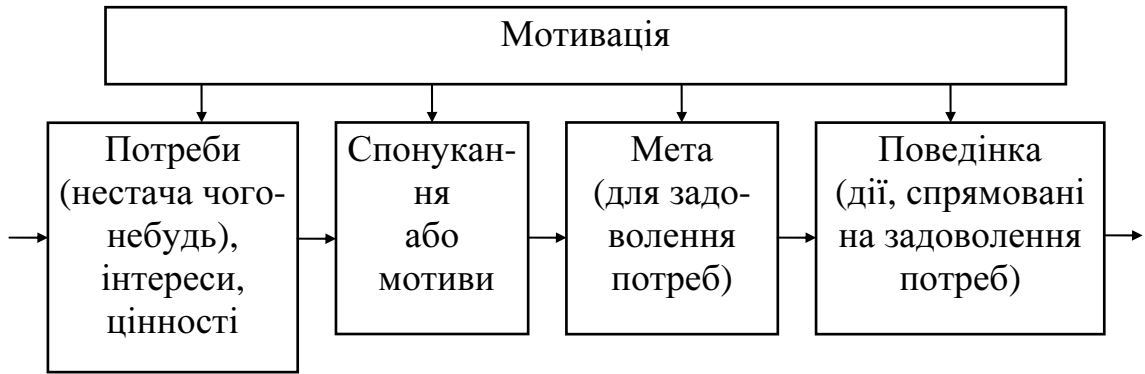 Мотивація
Потреби
(нестача чого-
небудь),
інтереси,
цінності
Спонукан-
ня
або
мотиви
Мета
(для задо-
волення
потреб)
Поведінка
(дії, спрямовані
на задоволення
потреб)